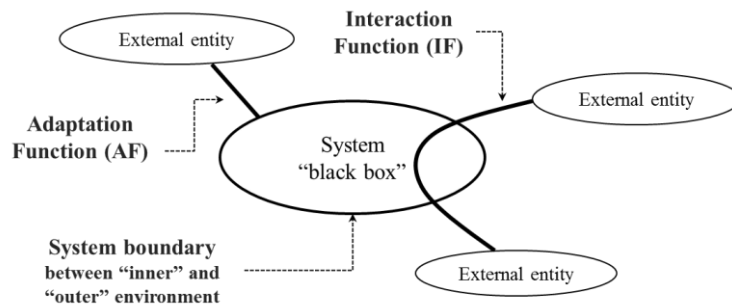 External entity
Interaction
Function (IF)
External entity
Adaptation
Function (AF)
System
“black box”
System boundary
between “inner” and
“outer” environment
External entity